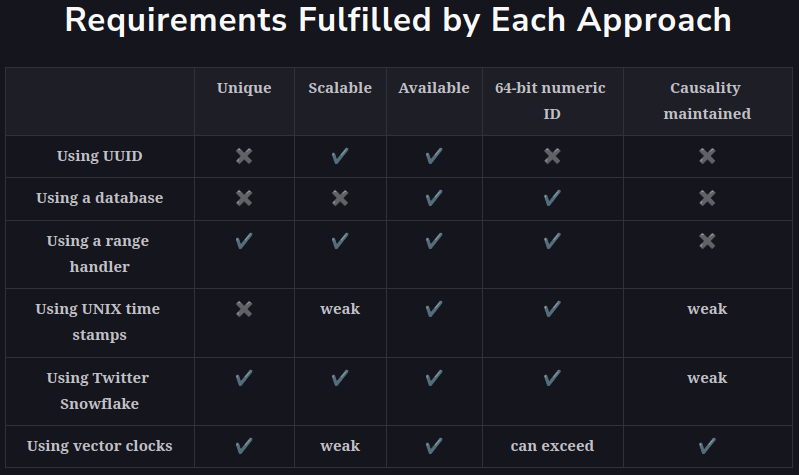 Requirements Fulfilled by Each Approach
Unique Scalable Available 64-bit numeric ID Causality maintained
Using UUID ✖ ✔ ✔ ✖ ✖
Using a database ✖ ✖ ✔ ✔ ✖
Using a range handler ✔ ✔ ✔ ✔ ✖
Using UNIX time stamps ✖ weak ✔ ✔ weak
Using Twitter Snowflake ✔ ✔ ✔ ✔ weak
Using vector clocks ✔ weak ✔ can exceed ✔